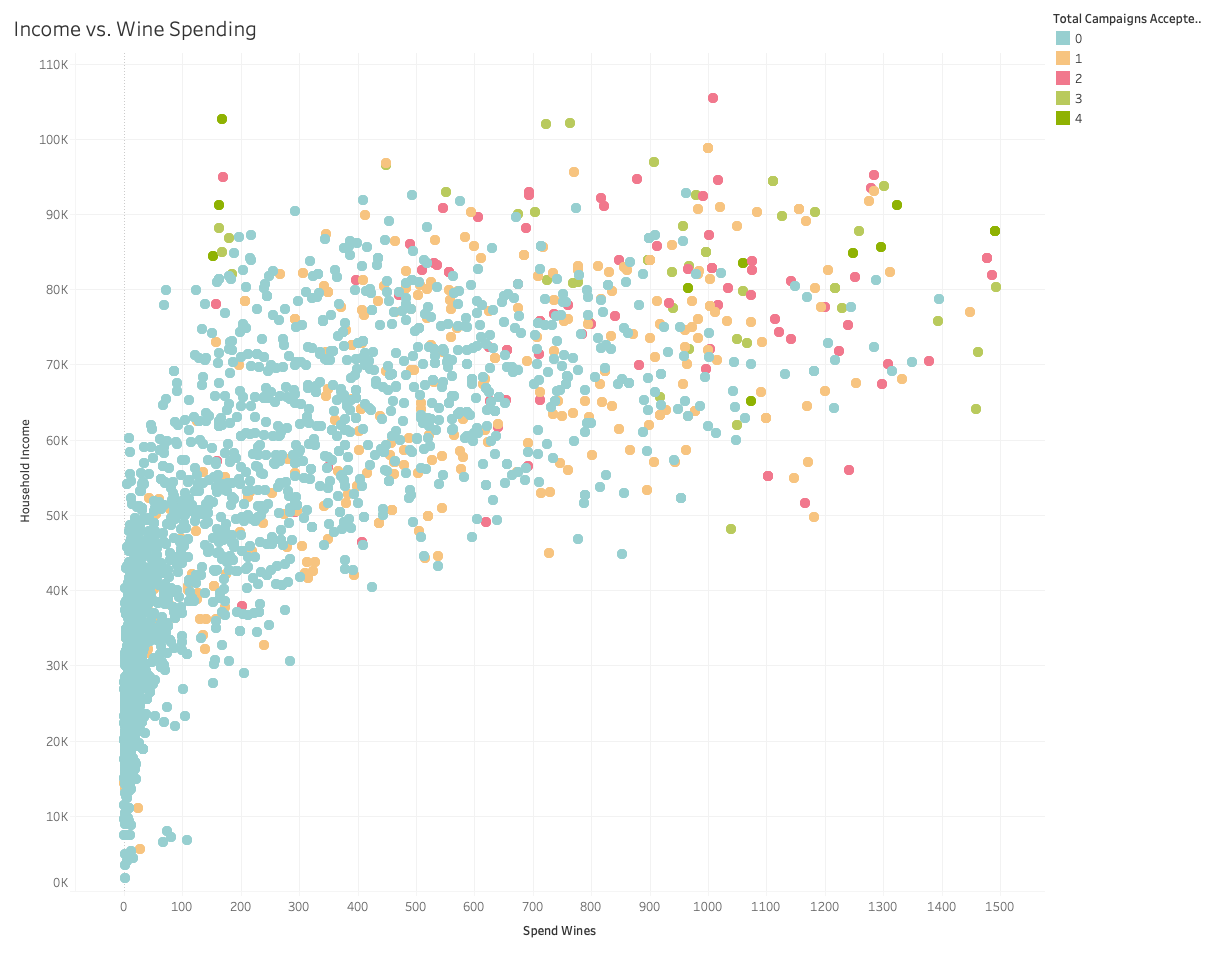 Income vs. Wine Spending
Total Campaigns Accepte..
0
1
2
3
4
110K
100K
90K
80K
70K
60K
50K
40K
30K
20K
10K
0K
Household Income
0 100 200 300 400 500 600 700 800 900 1000 1100 1200 1300 1400 1500
Spend Wines